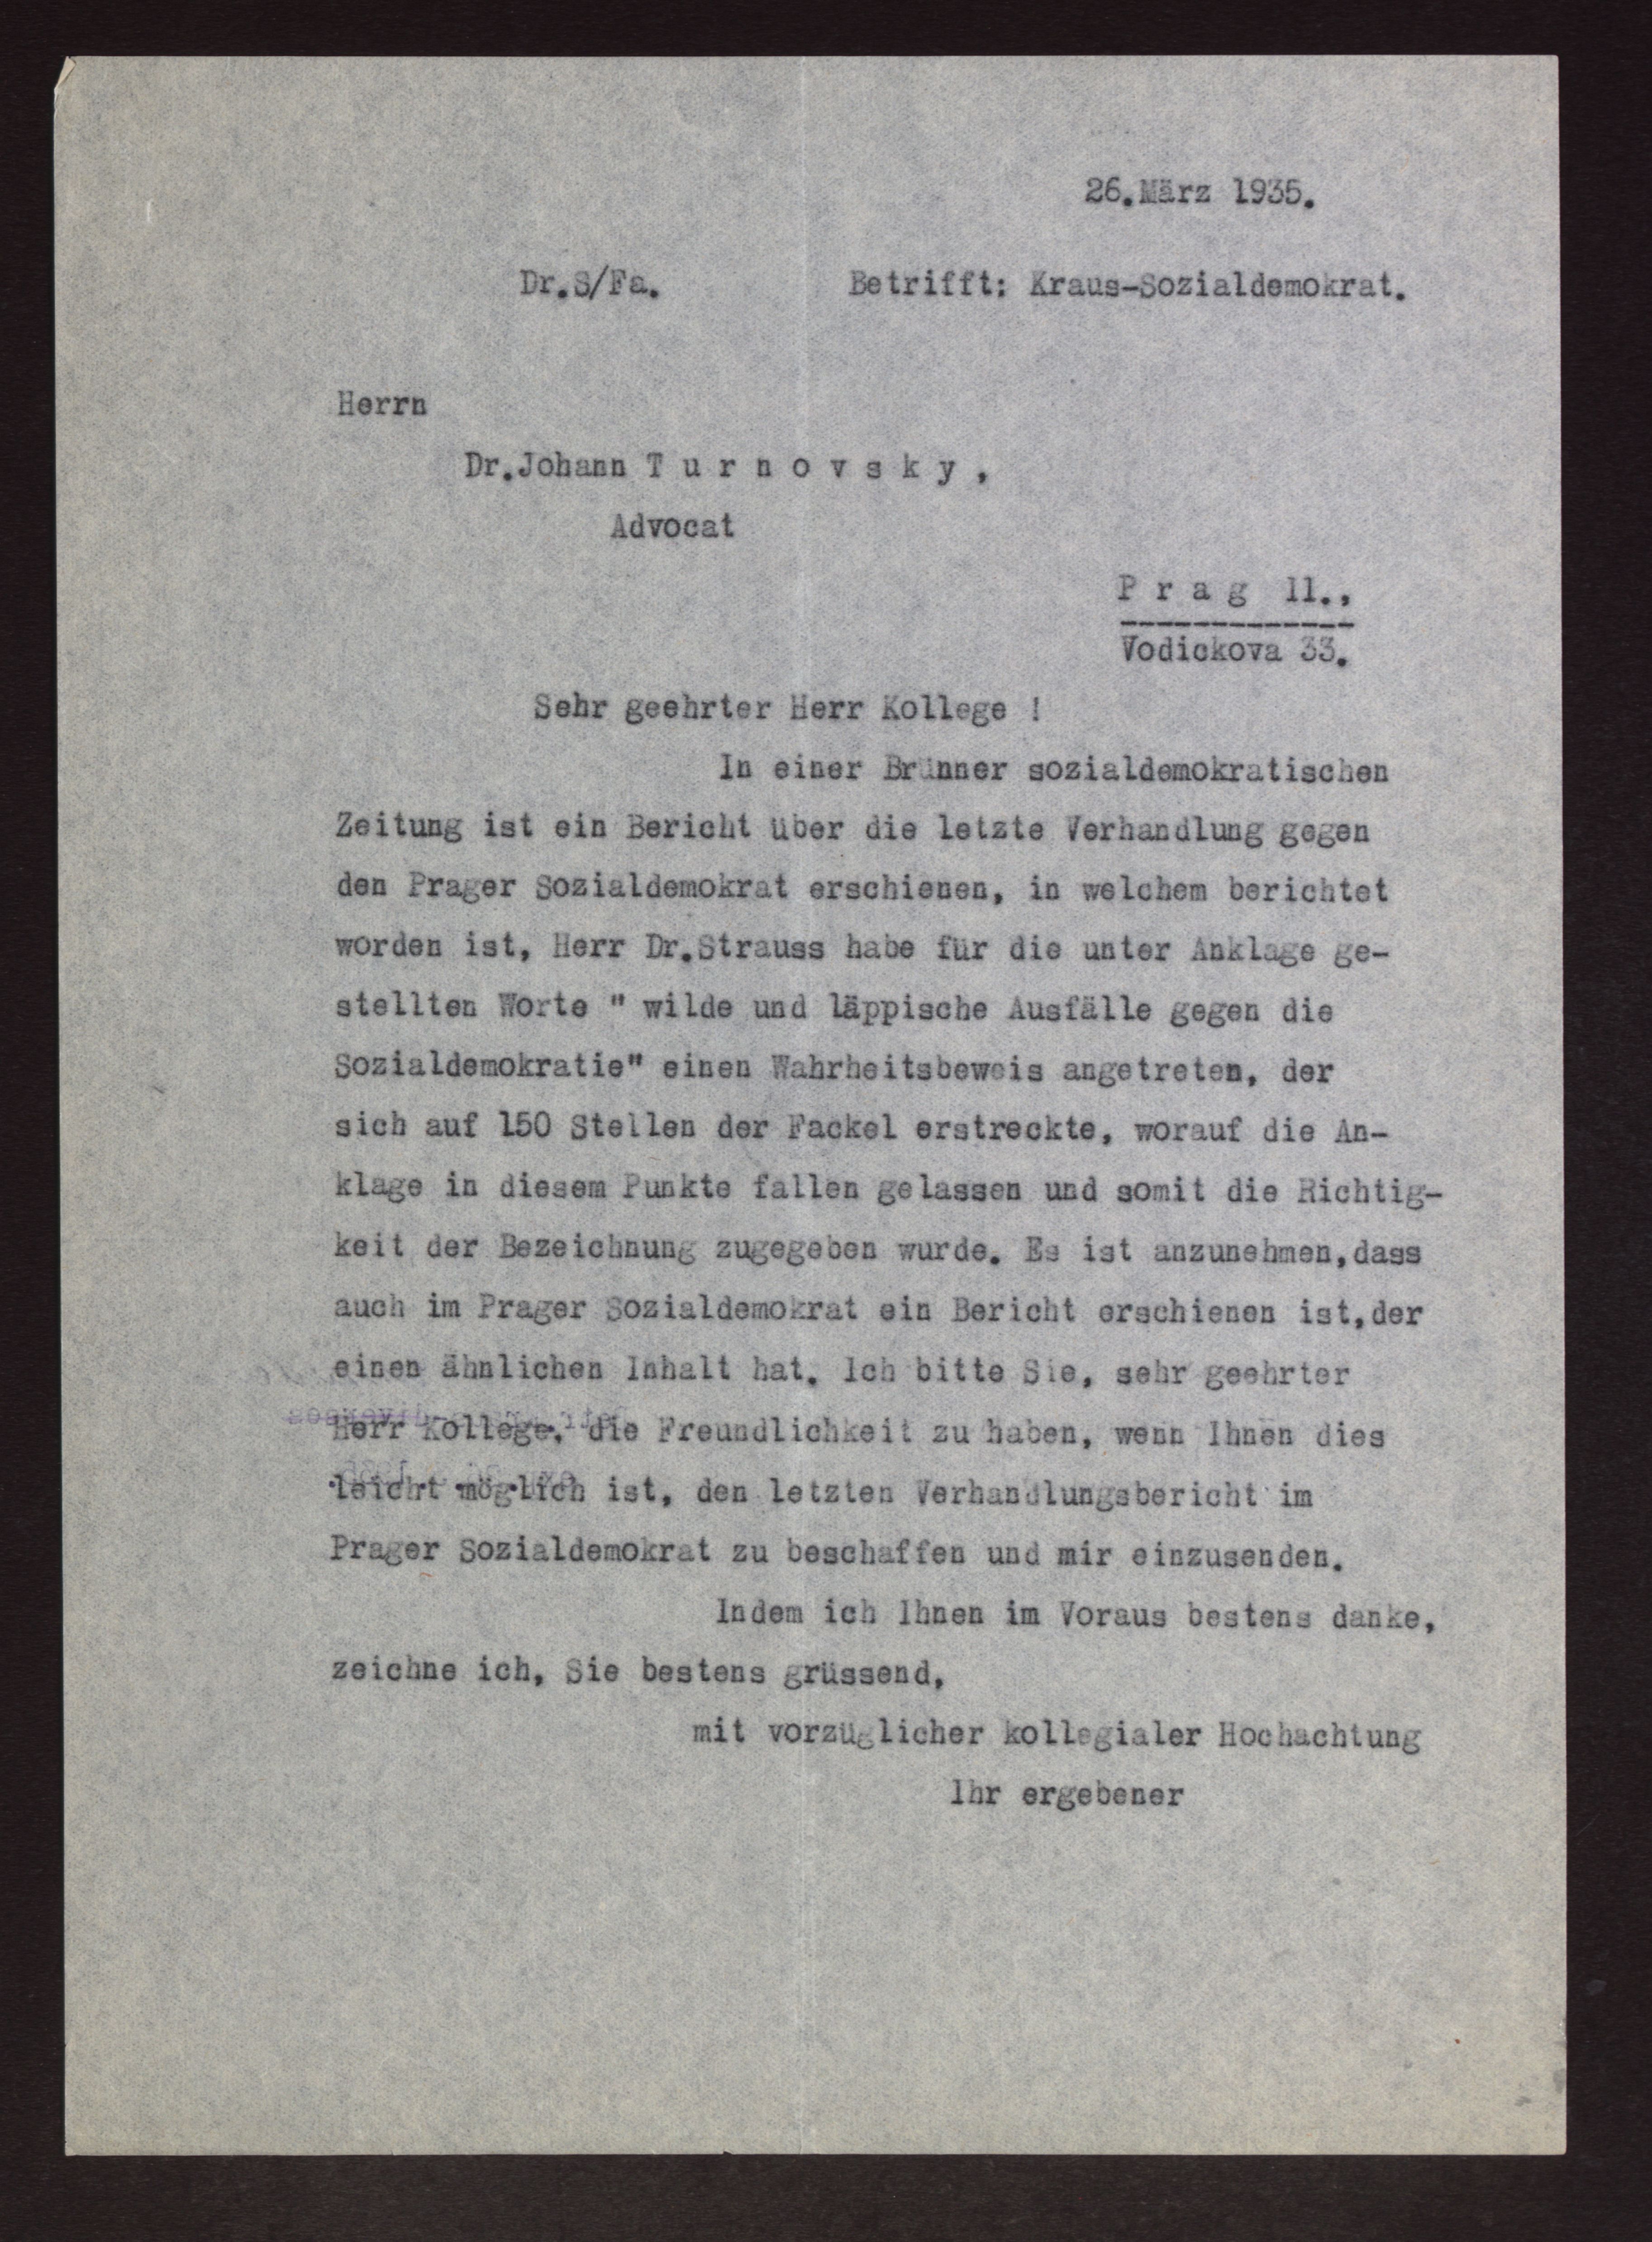 26.März 1935.
Dr.S/Fa. Betrifft: Kraus-Sozialdemokrat.
Herrn
Dr.Johann T u r n o v s k y ,
Advocat
P r a g 11.,
Vodickova 33.
Sehr geehrter Herr Kollege !
In einer Brünner sozialdemokratischen
Zeitung ist ein Bericht über die letzte Verhandlung gegen
den Prager Sozialdemokrat erschienen, in welchem berichtet
worden ist, Herr Dr.Strauss habe für die unter Anklage ge-
stellten Worte " wilde und läppische Ausfälle gegen die
Sozialdemokratie" einen Wahrheitsbeweis angetreten, der
sich auf 150 Stellen der Fackel erstreckte, worauf die An-
klage in diesem Punkte fallen gelassen und somit die Richtig-
keit der Bezeichnung zugegeben wurde. Es ist anzunehmen,dass
auch im Prager Sozialdemokrat ein Bericht erschienen ist,der
einen ähnlichen Inhalt hat. Ich bitte Sie, sehr geehrter
Herr Kollege, die Freundlichkeit zu haben, wenn Ihnen dies
leicht möglich ist, den letzten Verhandlungsbericht im
Prager Sozialdemokrat zu beschaffen und mir einzusenden.
Indem ich Ihnen im Voraus bestens danke,
zeichne ich, Sie bestens grüssend,
mit vorzüglicher kollegialer Hochachtung
Ihr ergebener